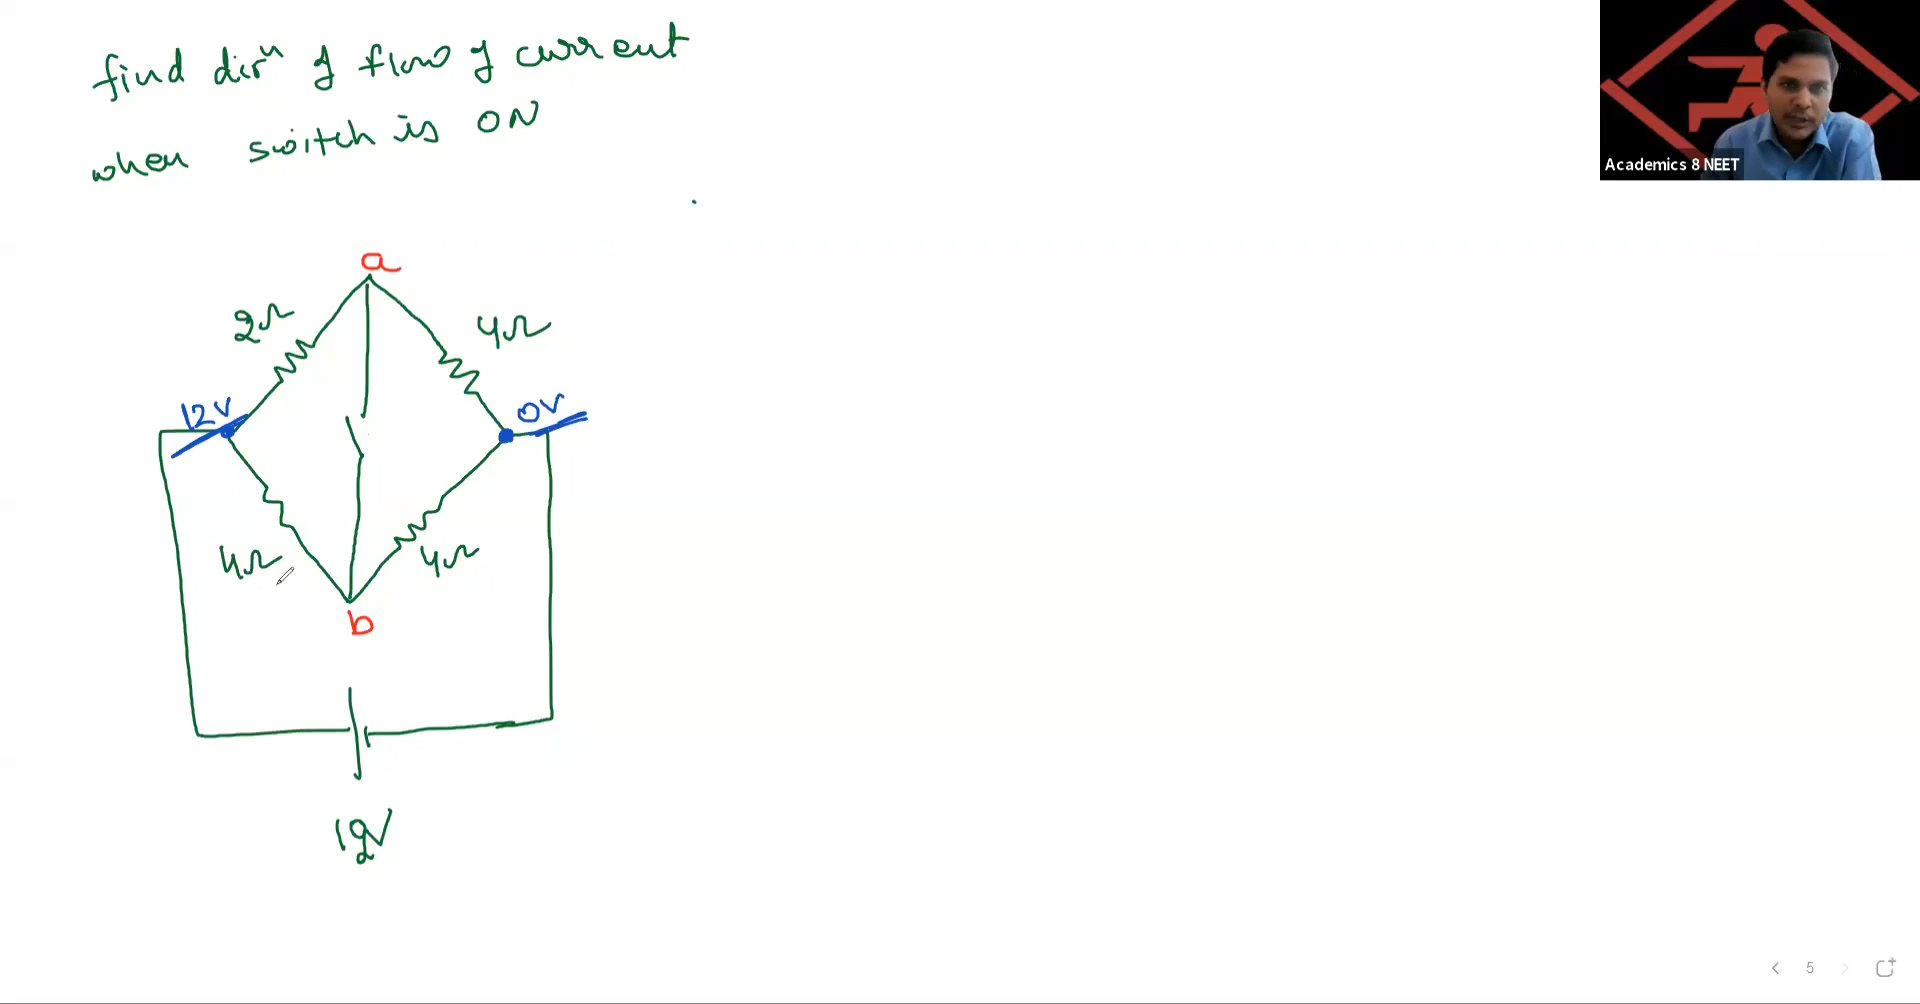 find dirⁿ of flow of current
when switch is ON
Academics 8 NEET
a
2Ω
4Ω
12V
0V
4Ω
4Ω
b
12V
5